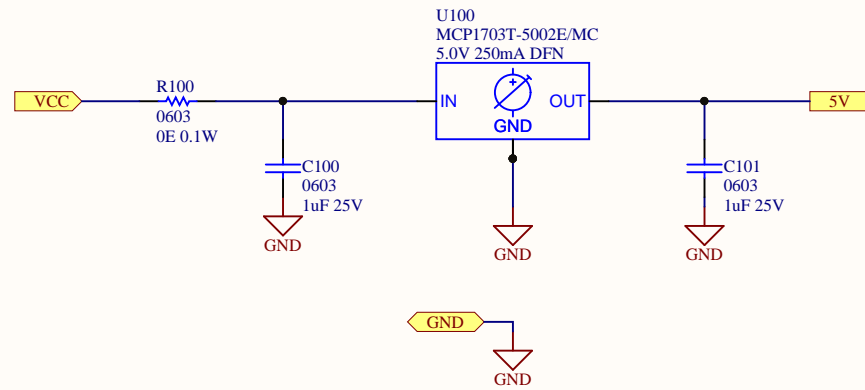 U100
MCP1703T-5002E/MC
5.0V 250mA DFN
VCC
R100
0603
0E 0.1W
IN
OUT
GND
5V
C100
0603
1uF 25V
GND
GND
C101
0603
1uF 25V
GND
GND
GND